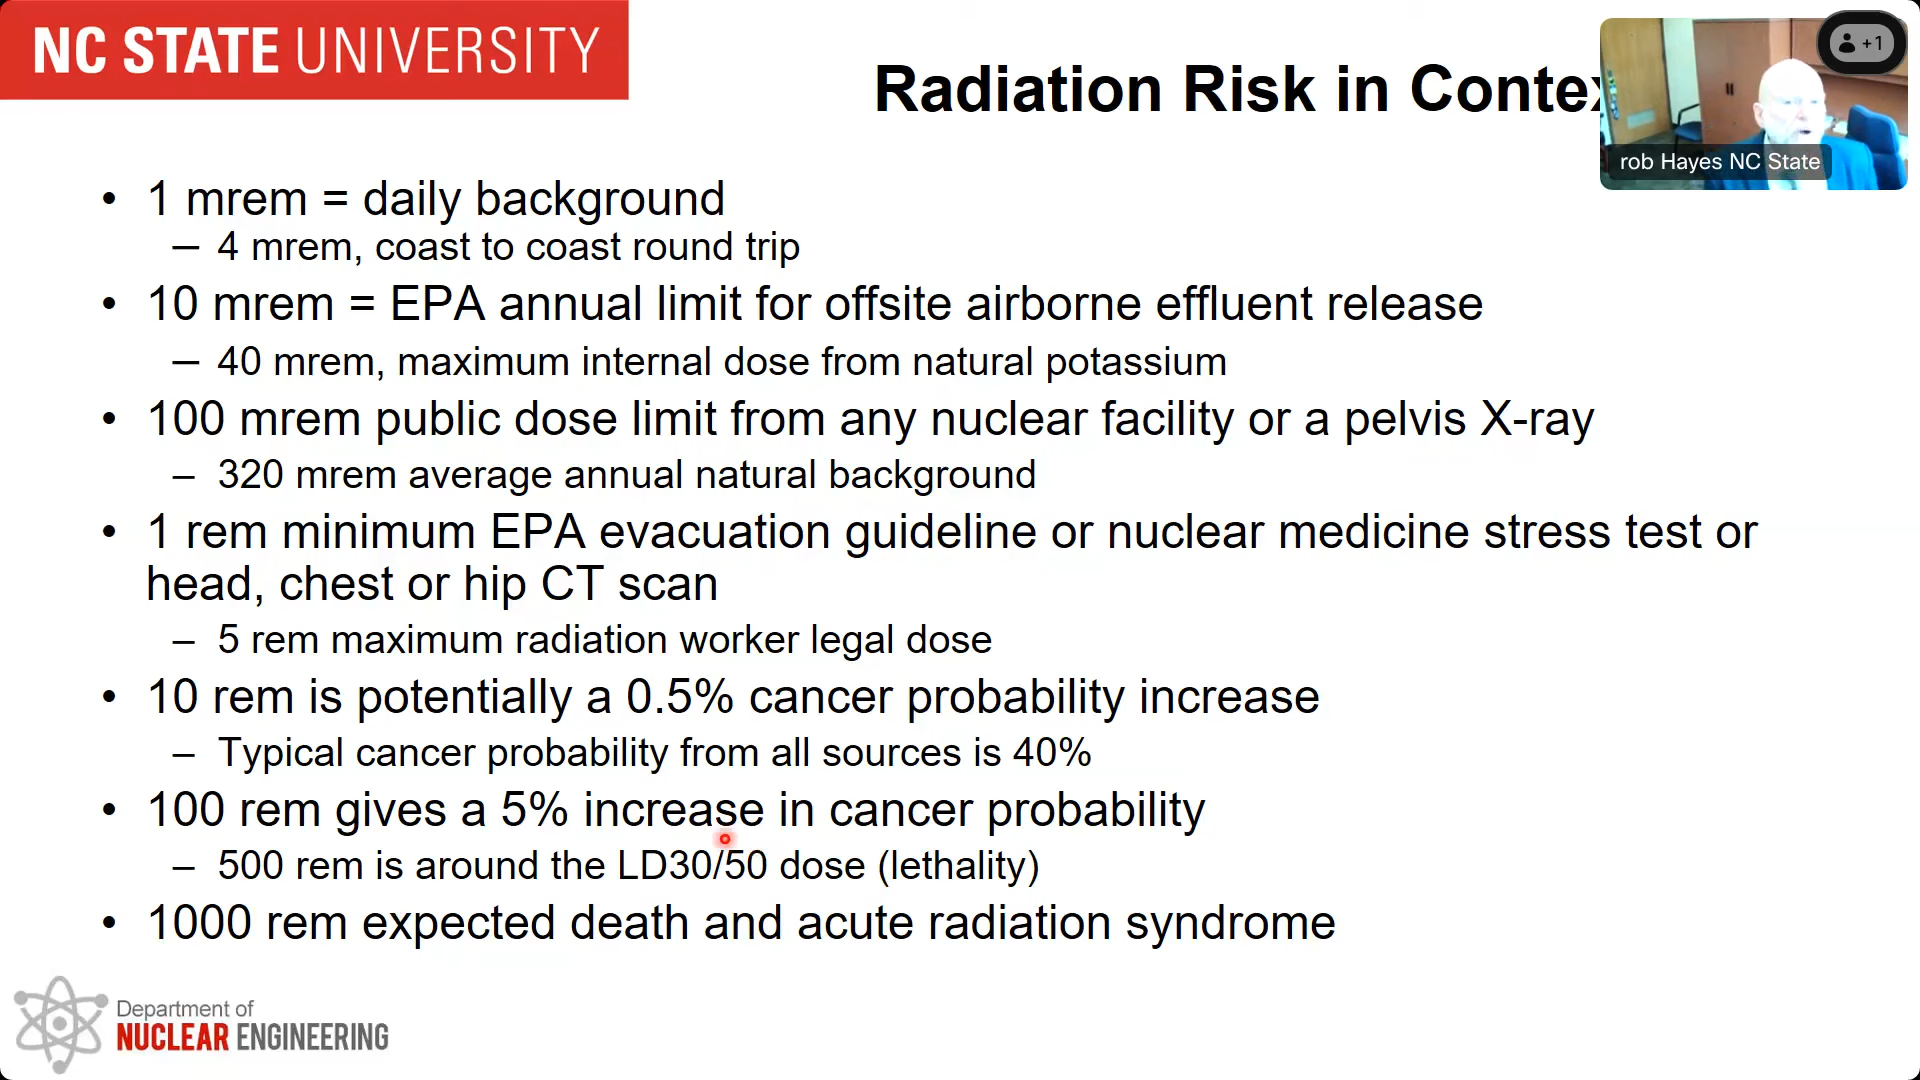 NC STATE UNIVERSITY
Radiation Risk in Conte
+1
rob Hayes NC State
• 1 mrem = daily background
– 4 mrem, coast to coast round trip
• 10 mrem = EPA annual limit for offsite airborne effluent release
– 40 mrem, maximum internal dose from natural potassium
• 100 mrem public dose limit from any nuclear facility or a pelvis X-ray
– 320 mrem average annual natural background
• 1 rem minimum EPA evacuation guideline or nuclear medicine stress test or
head, chest or hip CT scan
– 5 rem maximum radiation worker legal dose
• 10 rem is potentially a 0.5% cancer probability increase
– Typical cancer probability from all sources is 40%
• 100 rem gives a 5% increase in cancer probability
– 500 rem is around the LD30/50 dose (lethality)
• 1000 rem expected death and acute radiation syndrome
Department of
NUCLEAR ENGINEERING